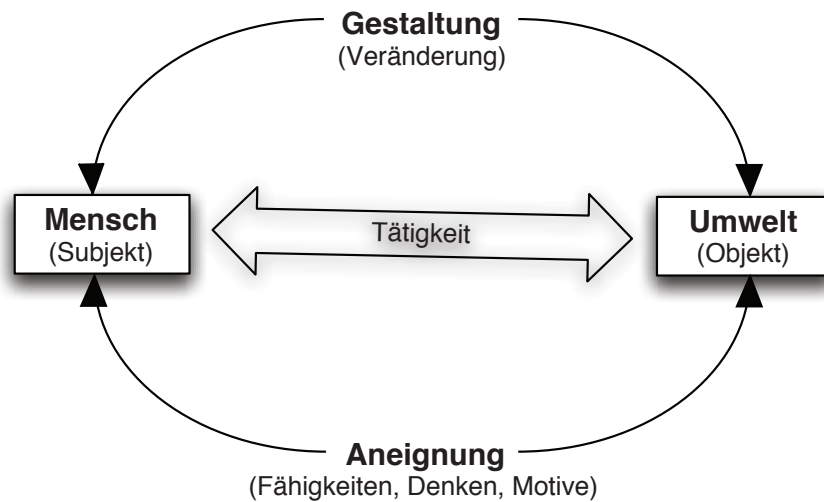 Gestaltung
(Veränderung)
Mensch
(Subjekt)
Tätigkeit
Umwelt
(Objekt)
Aneignung
(Fähigkeiten, Denken, Motive)